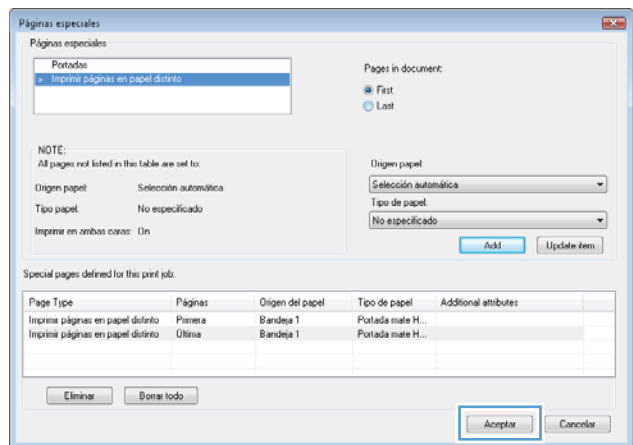 Páginas especiales
Páginas especiales
Portadas
» Imprimir páginas en papel distinto
Pages in document:
First
Last
NOTE:
All pages not listed in this table are set to:
Origen papel: Selección automática
Tipo papel: No especificado
Imprimir en ambas caras: On
Origen papel:
Selección automática
Tipo de papel:
No especificado
Add Update item
Special pages defined for this print job:
Page Type Páginas Origen del papel Tipo de papel Additional attributes
Imprimir páginas en papel distinto Primera Bandeja 1 Portada mate H...
Imprimir páginas en papel distinto Última Bandeja 1 Portada mate H...
Eliminar Borrar todo
Aceptar Cancelar